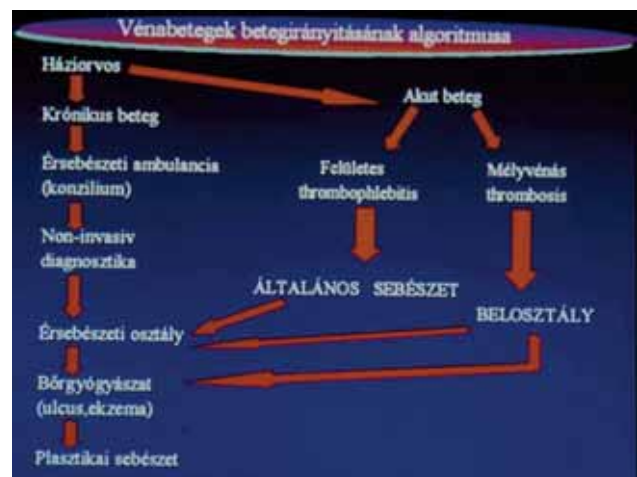 Vénabetegek betegirányításának algoritmusa
Háziorvos
Akut beteg
Krónikus beteg
Érsebészeti ambulancia
(konzilium)
Felületes
thrombophlebitis
Mélyvénás
thrombosis
Non-invasiv
diagnosztika
ÁLTALÁNOS SEBÉSZET
BELOSZTÁLY
Érsebészeti osztály
Bőrgyógyászat
(ulcus,ekzema)
Plasztikai sebészet